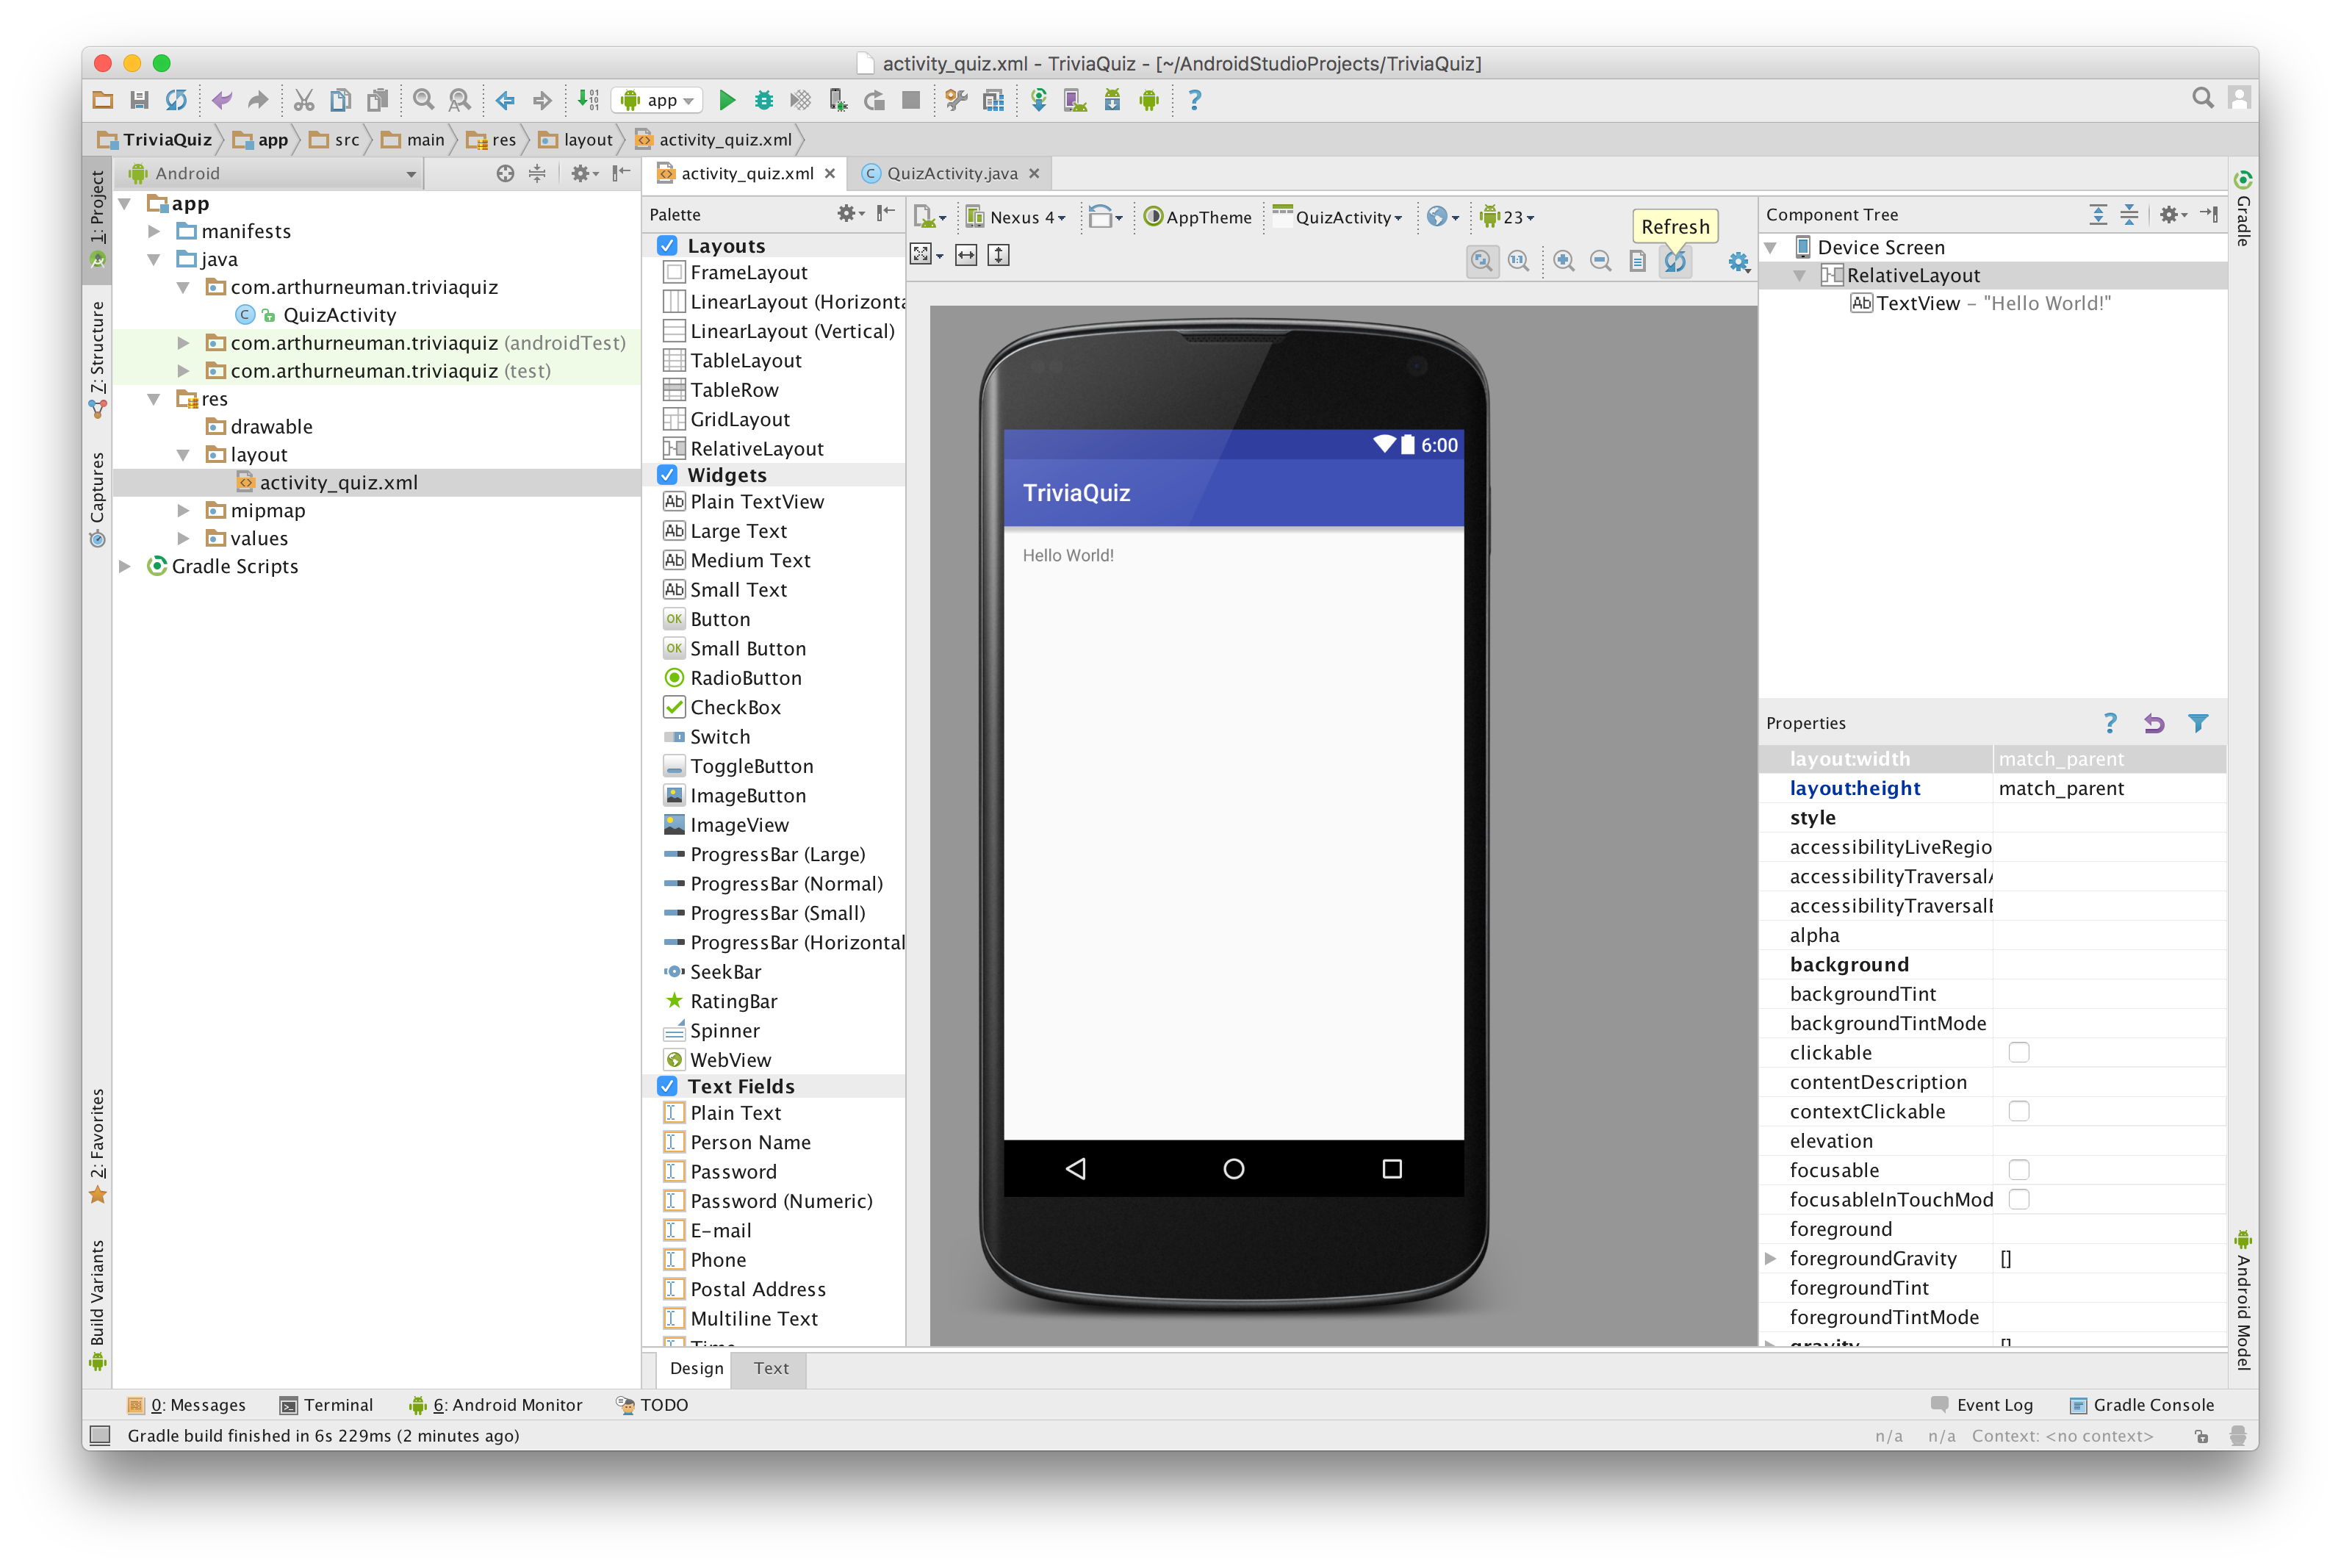 activity_quiz.xml - TriviaQuiz - [~/AndroidStudioProjects/TriviaQuiz]
app
TriviaQuiz app src main res layout activity_quiz.xml
1: Project
Z: Structure
Captures
2: Favorites
Build Variants
Android
app
manifests
java
com.arthurneuman.triviaquiz
QuizActivity
com.arthurneuman.triviaquiz (androidTest)
com.arthurneuman.triviaquiz (test)
res
drawable
layout
activity_quiz.xml
mipmap
values
Gradle Scripts
activity_quiz.xml
QuizActivity.java
Palette
Layouts
FrameLayout
LinearLayout (Horizonta
LinearLayout (Vertical)
TableLayout
TableRow
GridLayout
RelativeLayout
Widgets
Plain TextView
Large Text
Medium Text
Small Text
Button
Small Button
RadioButton
CheckBox
Switch
ToggleButton
ImageButton
ImageView
ProgressBar (Large)
ProgressBar (Normal)
ProgressBar (Small)
ProgressBar (Horizontal
SeekBar
RatingBar
Spinner
WebView
Text Fields
Plain Text
Person Name
Password
Password (Numeric)
E-mail
Phone
Postal Address
Multiline Text
Nexus 4 AppTheme QuizActivity 23
Refresh
6:00
TriviaQuiz
Hello World!
Component Tree
Device Screen
RelativeLayout
TextView - "Hello World!"
Properties
layout:width match_parent
layout:height match_parent
style
accessibilityLiveRegio
accessibilityTraversalA
accessibilityTraversalB
alpha
background
backgroundTint
backgroundTintMode
clickable
contentDescription
contextClickable
elevation
focusable
focusableInTouchMod
foreground
foregroundGravity []
foregroundTint
foregroundTintMode
gravity []
Gradle
Android Model
Design Text
0: Messages Terminal 6: Android Monitor TODO Event Log Gradle Console
Gradle build finished in 6s 229ms (2 minutes ago) n/a n/a Context: <no context>